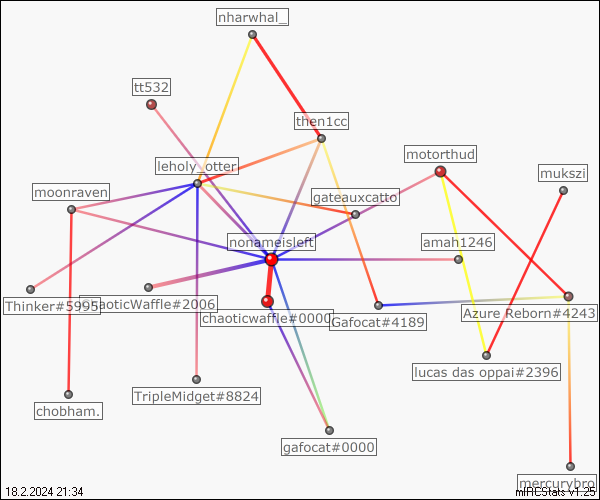 nharwhal_
tt532
then1cc
motorthud
leholy_otter
mukszi
moonraven
gateauxcatto
nonameisleft
amah1246
Thinker#5995
chaoticWaffle#2006
chaoticwaffle#0000
Gafocat#4189
Azure Reborn#4243
lucas das oppai#2396
TripleMidget#8824
chobham.
gafocat#0000
mercurybro
18.2.2024 21:34
mIRCStats v1.25